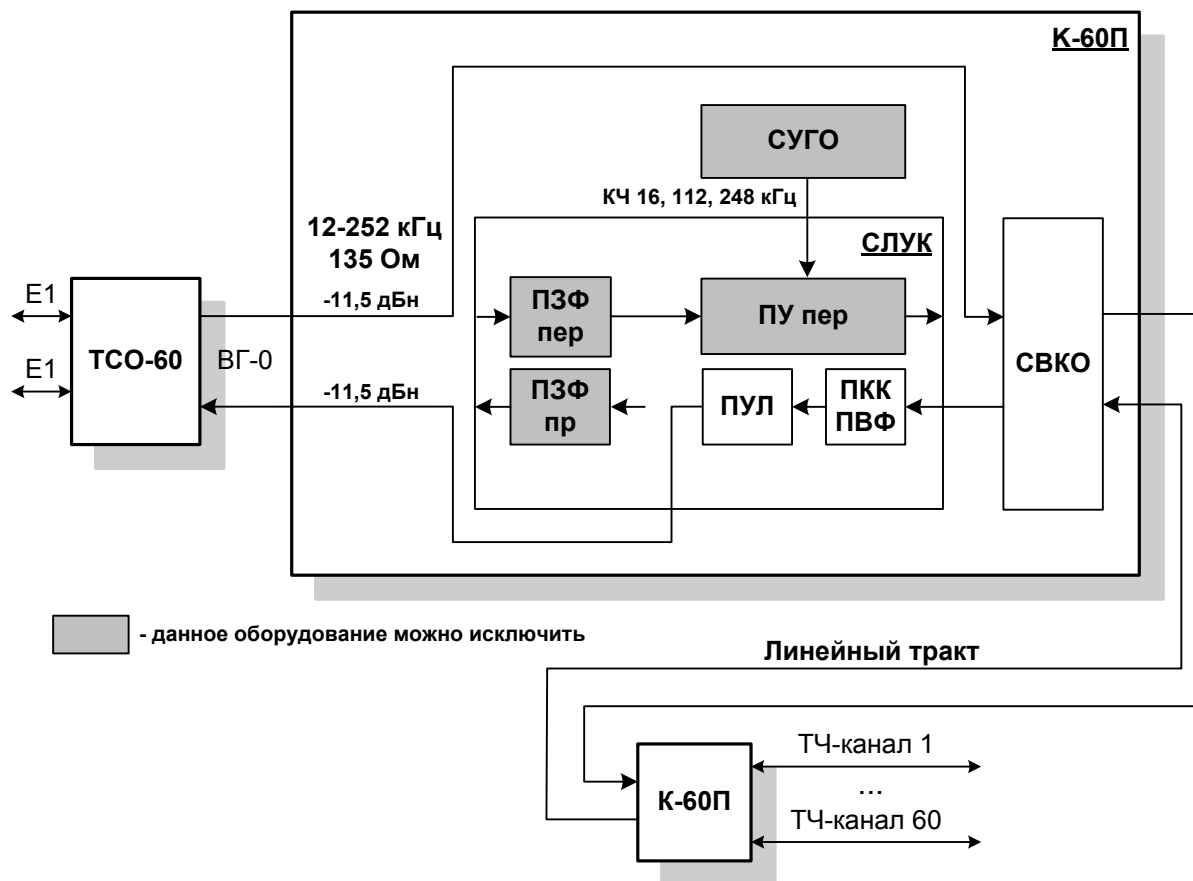 К-60П
СУГО
КЧ 16, 112, 248 кГц
12-252 кГц
135 Ом
-11,5 дБн
СЛУК
ПЗФ
пер
ПУ пер
Е1
Е1
ТСО-60
ВГ-0
СВКО
-11,5 дБн
ПЗФ
пр
ПУЛ
ПКК
ПВФ
- данное оборудование можно исключить
Линейный тракт
К-60П
ТЧ-канал 1
...
ТЧ-канал 60